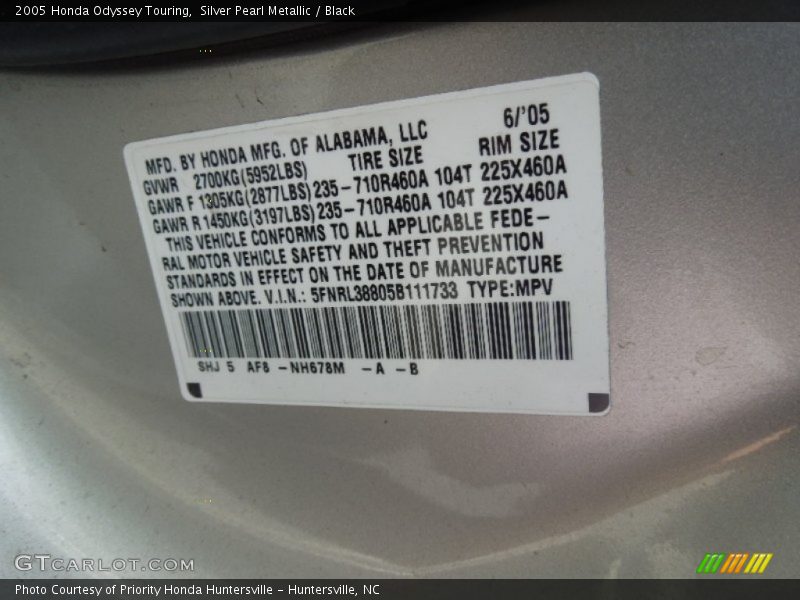 2005 Honda Odyssey Touring,  Silver Pearl Metallic / Black
6/'05
MFD. BY HONDA MFG. OF ALABAMA, LLC
GVWR 2700KG(5952LBS) TIRE SIZE RIM SIZE
GAWR F 1305KG(2877LBS) 235-710R460A 104T 225X460A
GAWR R 1450KG(3197LBS) 235-710R460A 104T 225X460A
THIS VEHICLE CONFORMS TO ALL APPLICABLE FEDE-
RAL MOTOR VEHICLE SAFETY AND THEFT PREVENTION
STANDARDS IN EFFECT ON THE DATE OF MANUFACTURE
SHOWN ABOVE. V.I.N.: 5FNRL38805B111733 TYPE:MPV
SHJ 5 AF8 -NH678M -A -B
GTCARLOT.COM
Photo Courtesy of Priority Honda Huntersville - Huntersville, NC